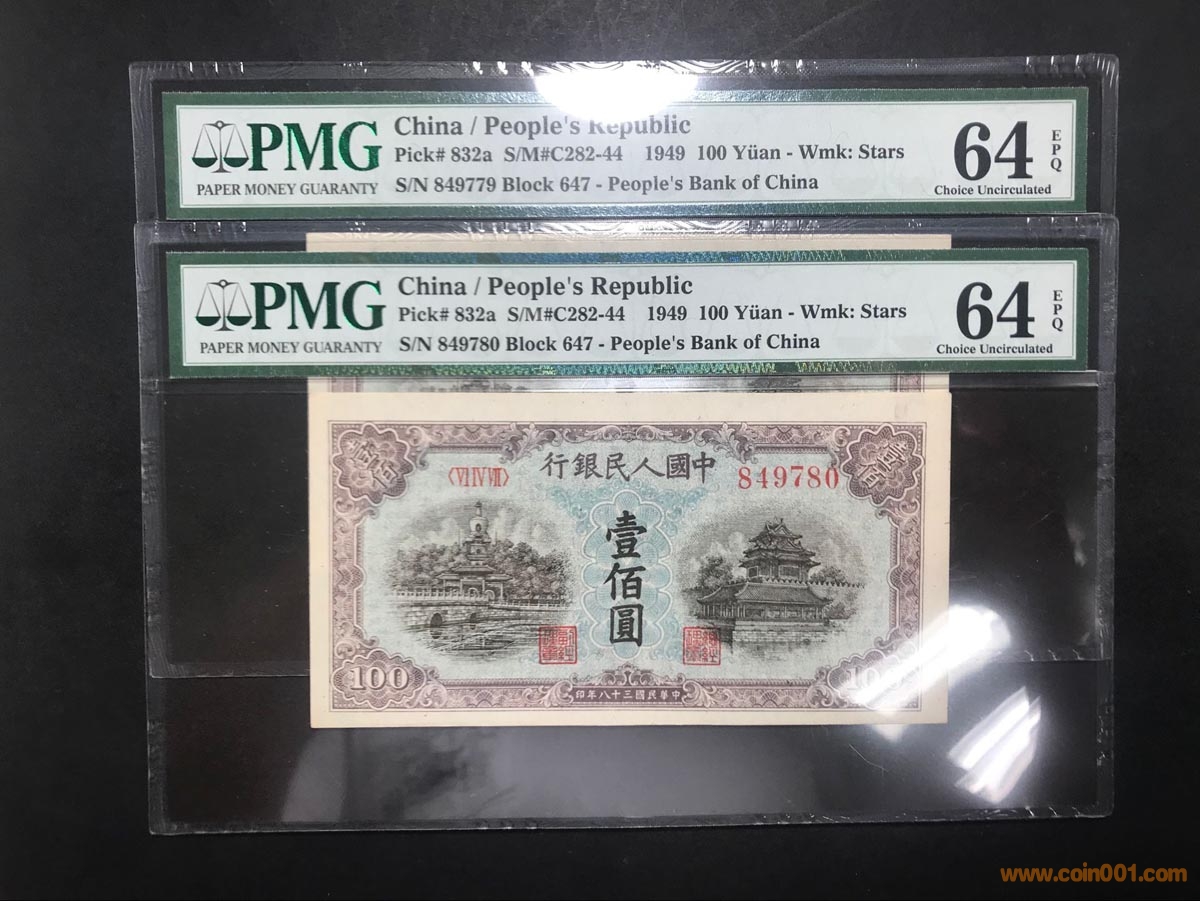 PMG
PAPER MONEY GUARANTY
China / People's Republic
Pick# 832a S/M#C282-44 1949 100 Yüan - Wmk: Stars
S/N 849779 Block 647 - People's Bank of China
64 EPQ
Choice Uncirculated
PMG
PAPER MONEY GUARANTY
China / People's Republic
Pick# 832a S/M#C282-44 1949 100 Yüan - Wmk: Stars
S/N 849780 Block 647 - People's Bank of China
64 EPQ
Choice Uncirculated
中國人民銀行
〈VI IV VII〉
849780
壹佰
壹佰
壹佰圓
100
中華民國三十八年印
www.coin001.com